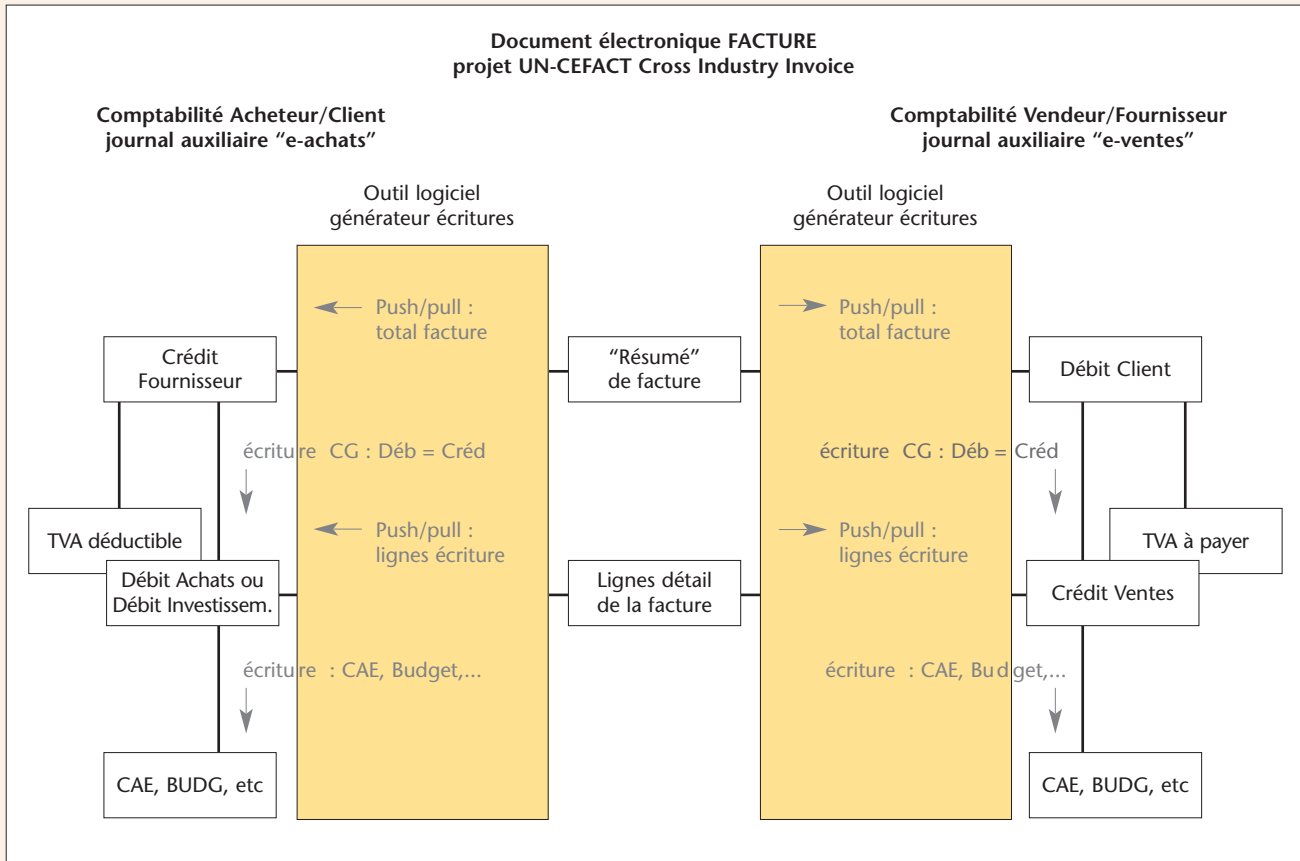 Document électronique FACTURE
projet UN-CEFACT Cross Industry Invoice
Comptabilité Acheteur/Client
journal auxiliaire “e-achats”
Comptabilité Vendeur/Fournisseur
journal auxiliaire “e-ventes”
Outil logiciel
générateur écritures
Outil logiciel
générateur écritures
Push/pull :
total facture
Push/pull :
total facture
Crédit
Fournisseur
“Résumé”
de facture
Débit Client
écriture CG : Déb = Créd
écriture CG : Déb = Créd
TVA déductible
Push/pull :
lignes écriture
Push/pull :
lignes écriture
TVA à payer
Débit Achats ou
Débit Investissem.
Lignes détail
de la facture
Crédit Ventes
écriture : CAE, Budget,...
écriture : CAE, Budget,...
CAE, BUDG, etc
CAE, BUDG, etc